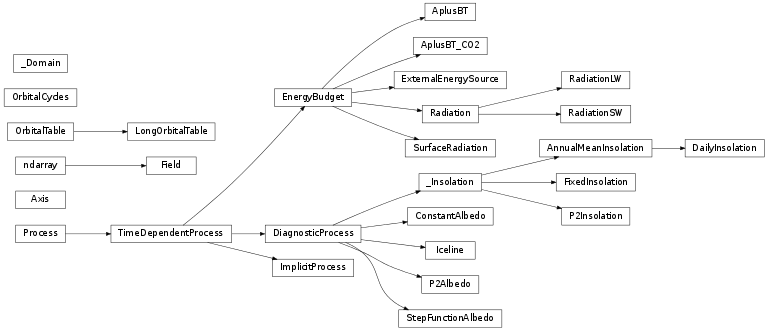 AplusBT
AplusBT_CO2
_Domain
ExternalEnergySource
RadiationLW
OrbitalCycles
EnergyBudget
Radiation
RadiationSW
OrbitalTable
LongOrbitalTable
SurfaceRadiation
AnnualMeanInsolation
DailyInsolation
ndarray
Field
_Insolation
FixedInsolation
Axis
ConstantAlbedo
P2Insolation
Process
TimeDependentProcess
DiagnosticProcess
Iceline
ImplicitProcess
P2Albedo
StepFunctionAlbedo